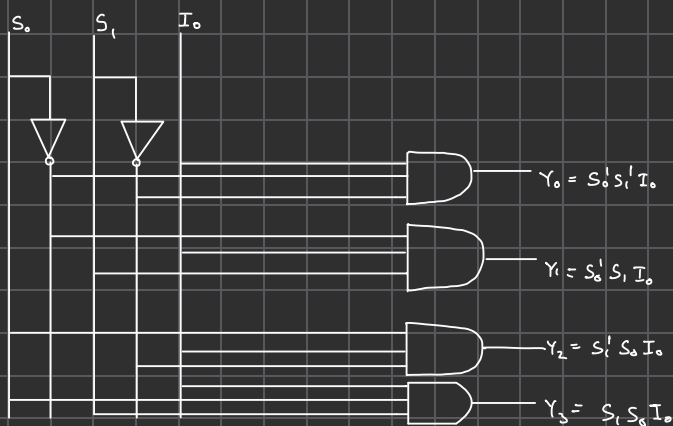 S₀ S₁ I₀
Y₀ = S₀'S₁'I₀
Y₁ = S₀'S₁I₀
Y₂ = S₁'S₀I₀
Y₃ = S₁S₀I₀